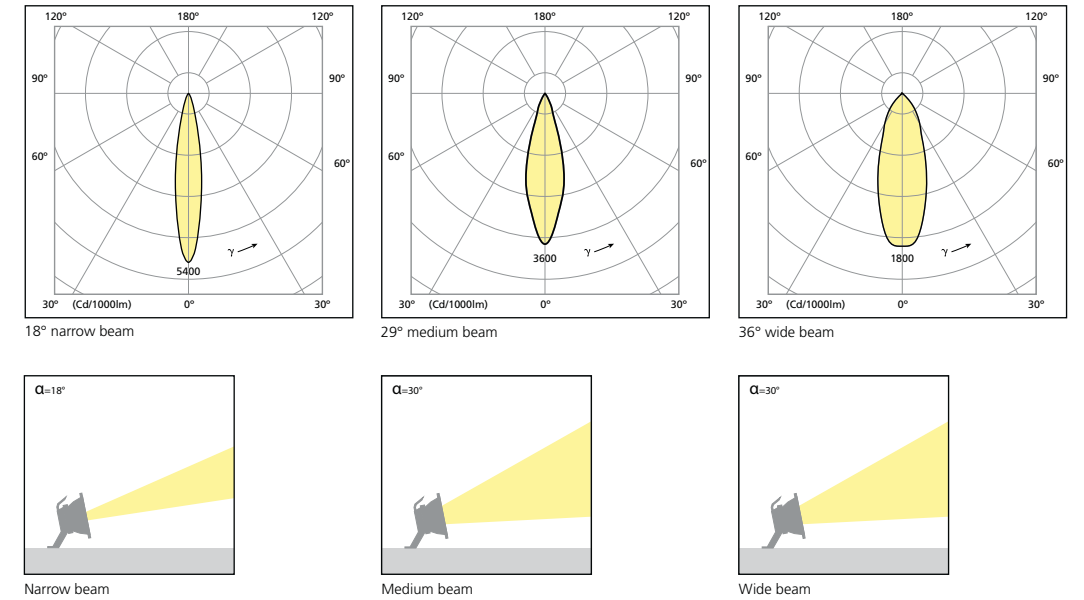 120° 180° 120°
90° 90°
60° 60°
γ
5400
30° (Cd/1000lm) 0° 30°
18° narrow beam
120° 180° 120°
90° 90°
60° 60°
γ
3600
30° (Cd/1000lm) 0° 30°
29° medium beam
120° 180° 120°
90° 90°
60° 60°
γ
1800
30° (Cd/1000lm) 0° 30°
36° wide beam
α=18°
Narrow beam
α=30°
Medium beam
α=30°
Wide beam